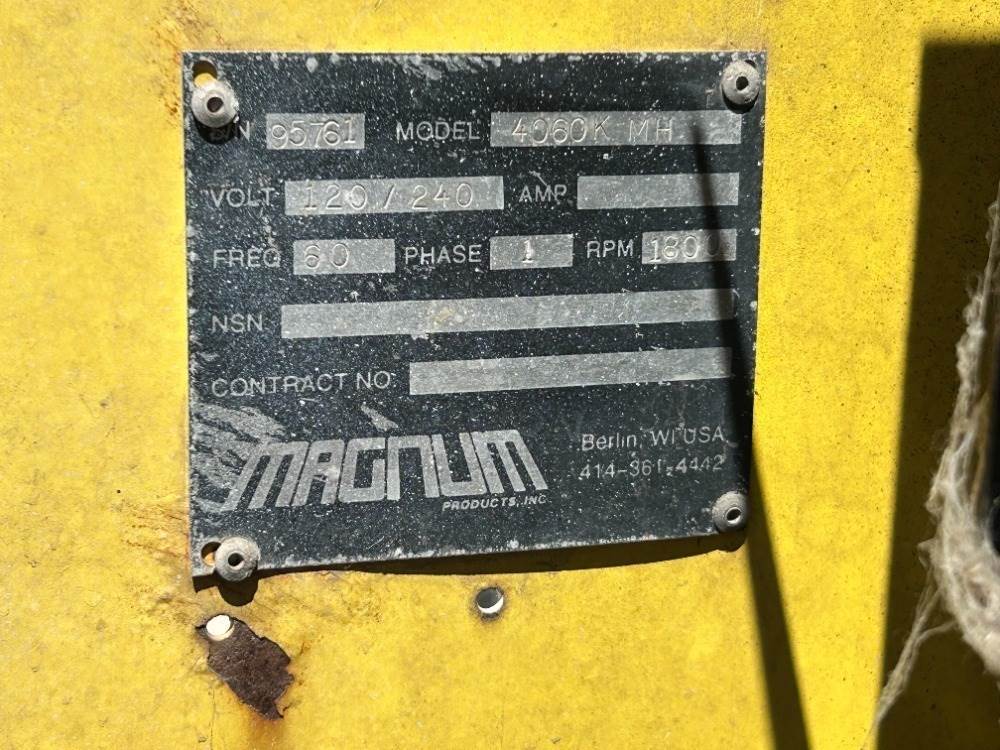 S/N 95761 MODEL 4060K MH
VOLT 120/240 AMP
FREQ 60 PHASE 1 RPM 1800
NSN
CONTRACT NO
MAGNUM
PRODUCTS, INC
Berlin, WI USA
414-361-4442